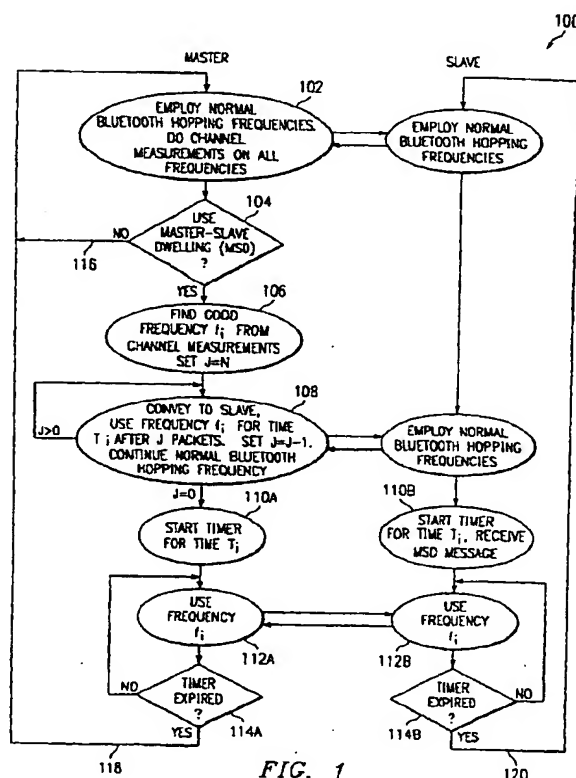 100
MASTER
SLAVE
102
EMPLOY NORMAL
BLUETOOTH HOPPING FREQUENCIES.
DO CHANNEL
MEASUREMENTS ON ALL
FREQUENCIES
EMPLOY NORMAL
BLUETOOTH HOPPING
FREQUENCIES
104
USE
MASTER-SLAVE
DWELLING (MSD)
?
NO
116
YES
106
FIND GOOD
FREQUENCY fi FROM
CHANNEL MEASUREMENTS
SET J=N
108
CONVEY TO SLAVE,
USE FREQUENCY fi FOR TIME
Ti AFTER J PACKETS. SET J=J-1.
CONTINUE NORMAL BLUETOOTH
HOPPING FREQUENCY
J>0
EMPLOY NORMAL
BLUETOOTH HOPPING
FREQUENCIES
J=0
110A
START TIMER
FOR TIME Ti
110B
START TIMER
FOR TIME Ti, RECEIVE
MSD MESSAGE
USE
FREQUENCY
fi
112A
USE
FREQUENCY
fi
112B
TIMER
EXPIRED
?
NO
YES
114A
TIMER
EXPIRED
?
NO
YES
114B
118
120
FIG. 1